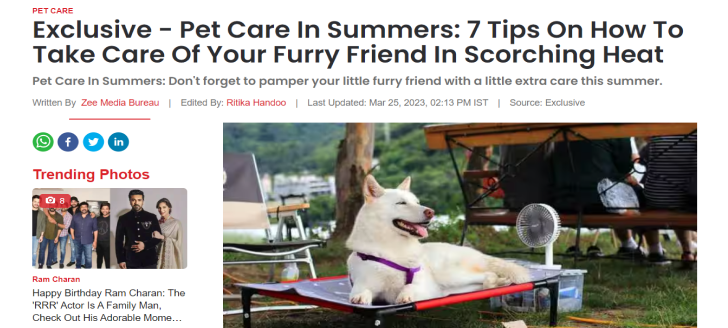 PET CARE
Exclusive - Pet Care In Summers: 7 Tips On How To
Take Care Of Your Furry Friend In Scorching Heat
Pet Care In Summers: Don't forget to pamper your little furry friend with a little extra care this summer.
Written By Zee Media Bureau | Edited By: Ritika Handoo | Last Updated: Mar 25, 2023, 02:13 PM IST | Source: Exclusive
Trending Photos
8
Ram Charan
Happy Birthday Ram Charan: The
'RRR' Actor Is A Family Man,
Check Out His Adorable Mome...